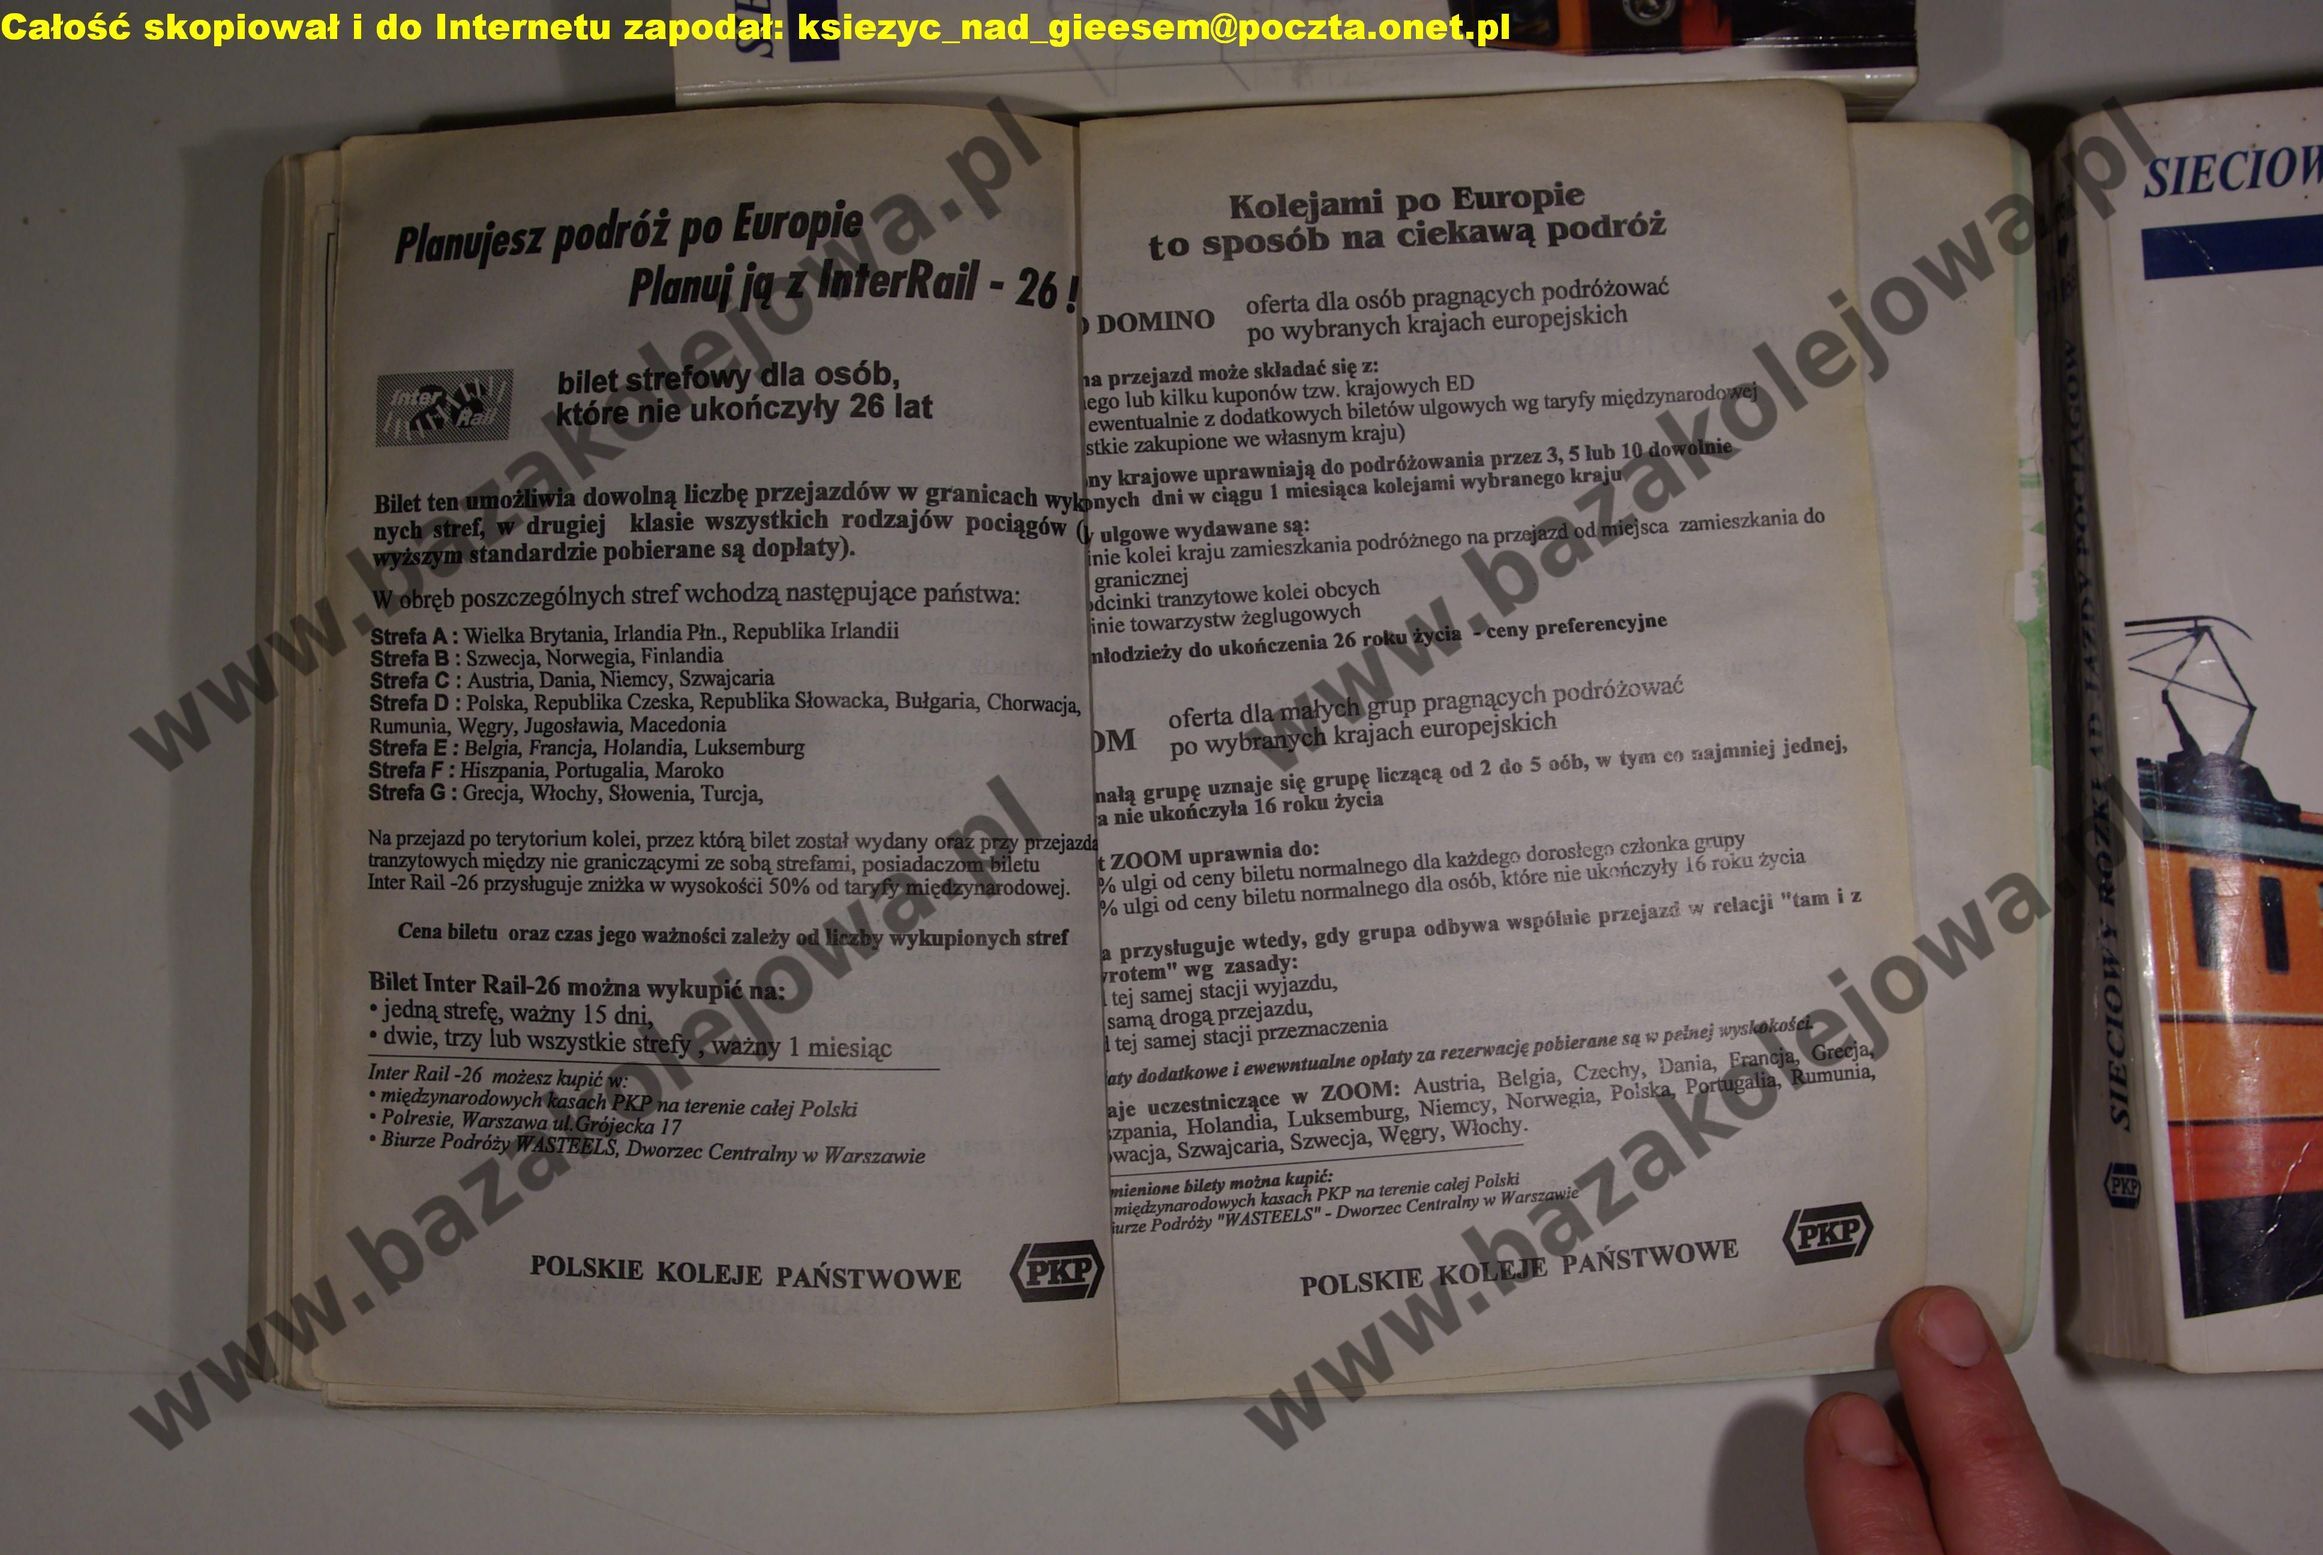 Całość skopiował i do Internetu zapodał: ksiezyc_nad_gieesem@poczta.onet.pl
Planujesz podróż po Europie
Planuj ją z InterRail - 26 !
Inter
Rail
bilet strefowy dla osób,
które nie ukończyły 26 lat
Bilet ten umożliwia dowolną liczbę przejazdów w granicach wyk
nych stref, w drugiej klasie wszystkich rodzajów pociągów (
wyższym standardzie pobierane są dopłaty).
W obręb poszczególnych stref wchodzą następujące państwa:
Strefa A : Wielka Brytania, Irlandia Płn., Republika Irlandii
Strefa B : Szwecja, Norwegia, Finlandia
Strefa C : Austria, Dania, Niemcy, Szwajcaria
Strefa D : Polska, Republika Czeska, Republika Słowacka, Bułgaria, Chorwacja,
Rumunia, Węgry, Jugosławia, Macedonia
Strefa E : Belgia, Francja, Holandia, Luksemburg
Strefa F : Hiszpania, Portugalia, Maroko
Strefa G : Grecja, Włochy, Słowenia, Turcja,
Na przejazd po terytorium kolei, przez którą bilet został wydany oraz przy przejazda
tranzytowych między nie graniczącymi ze sobą strefami, posiadaczom biletu
Inter Rail -26 przysługuje zniżka w wysokości 50% od taryfy międzynarodowej.
Cena biletu oraz czas jego ważności zależy od liczby wykupionych stref
Bilet Inter Rail-26 można wykupić na:
• jedną strefę, ważny 15 dni,
• dwie, trzy lub wszystkie strefy , ważny 1 miesiąc
Inter Rail -26 możesz kupić w:
• międzynarodowych kasach PKP na terenie całej Polski
• Polresie, Warszawa ul.Grójecka 17
• Biurze Podróży WASTEELS, Dworzec Centralny w Warszawie
POLSKIE KOLEJE PAŃSTWOWE PKP
Kolejami po Europie
to sposób na ciekawą podróż
DOMINO oferta dla osób pragnących podróżować
po wybranych krajach europejskich
na przejazd może składać się z:
ego lub kilku kuponów tzw. krajowych ED
ewentualnie z dodatkowych biletów ulgowych wg taryfy międzynarodowej
stkie zakupione we własnym kraju)
ny krajowe uprawniają do podróżowania przez 3, 5 lub 10 dowolnie
nych dni w ciągu 1 miesiąca kolejami wybranego kraju
y ulgowe wydawane są:
inie kolei kraju zamieszkania podróżnego na przejazd od miejsca zamieszkania do
granicznej
dcinki tranzytowe kolei obcych
inie towarzystw żeglugowych
młodzieży do ukończenia 26 roku życia - ceny preferencyjne
OM oferta dla małych grup pragnących podróżować
po wybranych krajach europejskich
małą grupę uznaje się grupę liczącą od 2 do 5 oób, w tym co najmniej jednej,
a nie ukończyła 16 roku życia
t ZOOM uprawnia do:
% ulgi od ceny biletu normalnego dla każdego dorosłego członka grupy
% ulgi od ceny biletu normalnego dla osób, które nie ukończyły 16 roku życia
a przysługuje wtedy, gdy grupa odbywa wspólnie przejazd w relacji "tam i z
rotem" wg zasady:
tej samej stacji wyjazdu,
samą drogą przejazdu,
tej samej stacji przeznaczenia
aty dodatkowe i ewewntualne opłaty za rezerwację pobierane są w pełnej wyskokości.
aje uczestniczące w ZOOM: Austria, Belgia, Czechy, Dania, Francja, Grecja,
szpania, Holandia, Luksemburg, Niemcy, Norwegia, Polska, Portugalia, Rumunia,
wacja, Szwajcaria, Szwecja, Węgry, Włochy.
mienione bilety można kupić:
międzynarodowych kasach PKP na terenie całej Polski
iurze Podróży "WASTEELS" - Dworzec Centralny w Warszawie
POLSKIE KOLEJE PAŃSTWOWE PKP
SIECIOW
SIECIOWY ROZKŁAD JAZDY POCIĄGÓW
PKP
www.bazakolejowa.pl
www.bazakolejowa.pl
www.bazakolejowa.pl
www.bazakolejowa.pl